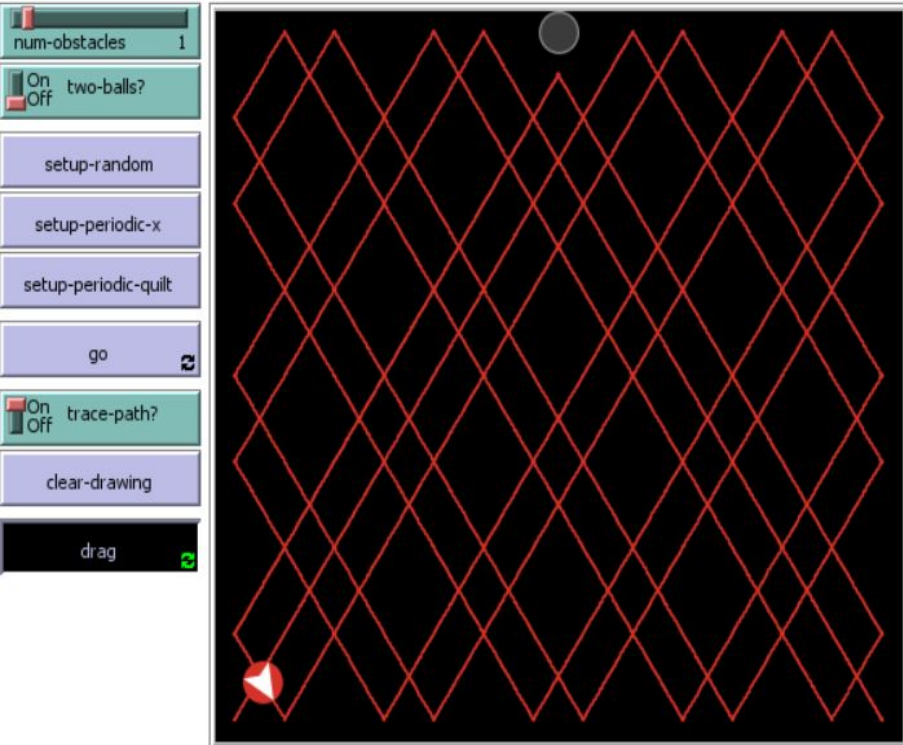 num-obstacles 1
On
Off two-balls?
setup-random
setup-periodic-x
setup-periodic-quilt
go
On
Off trace-path?
clear-drawing
drag